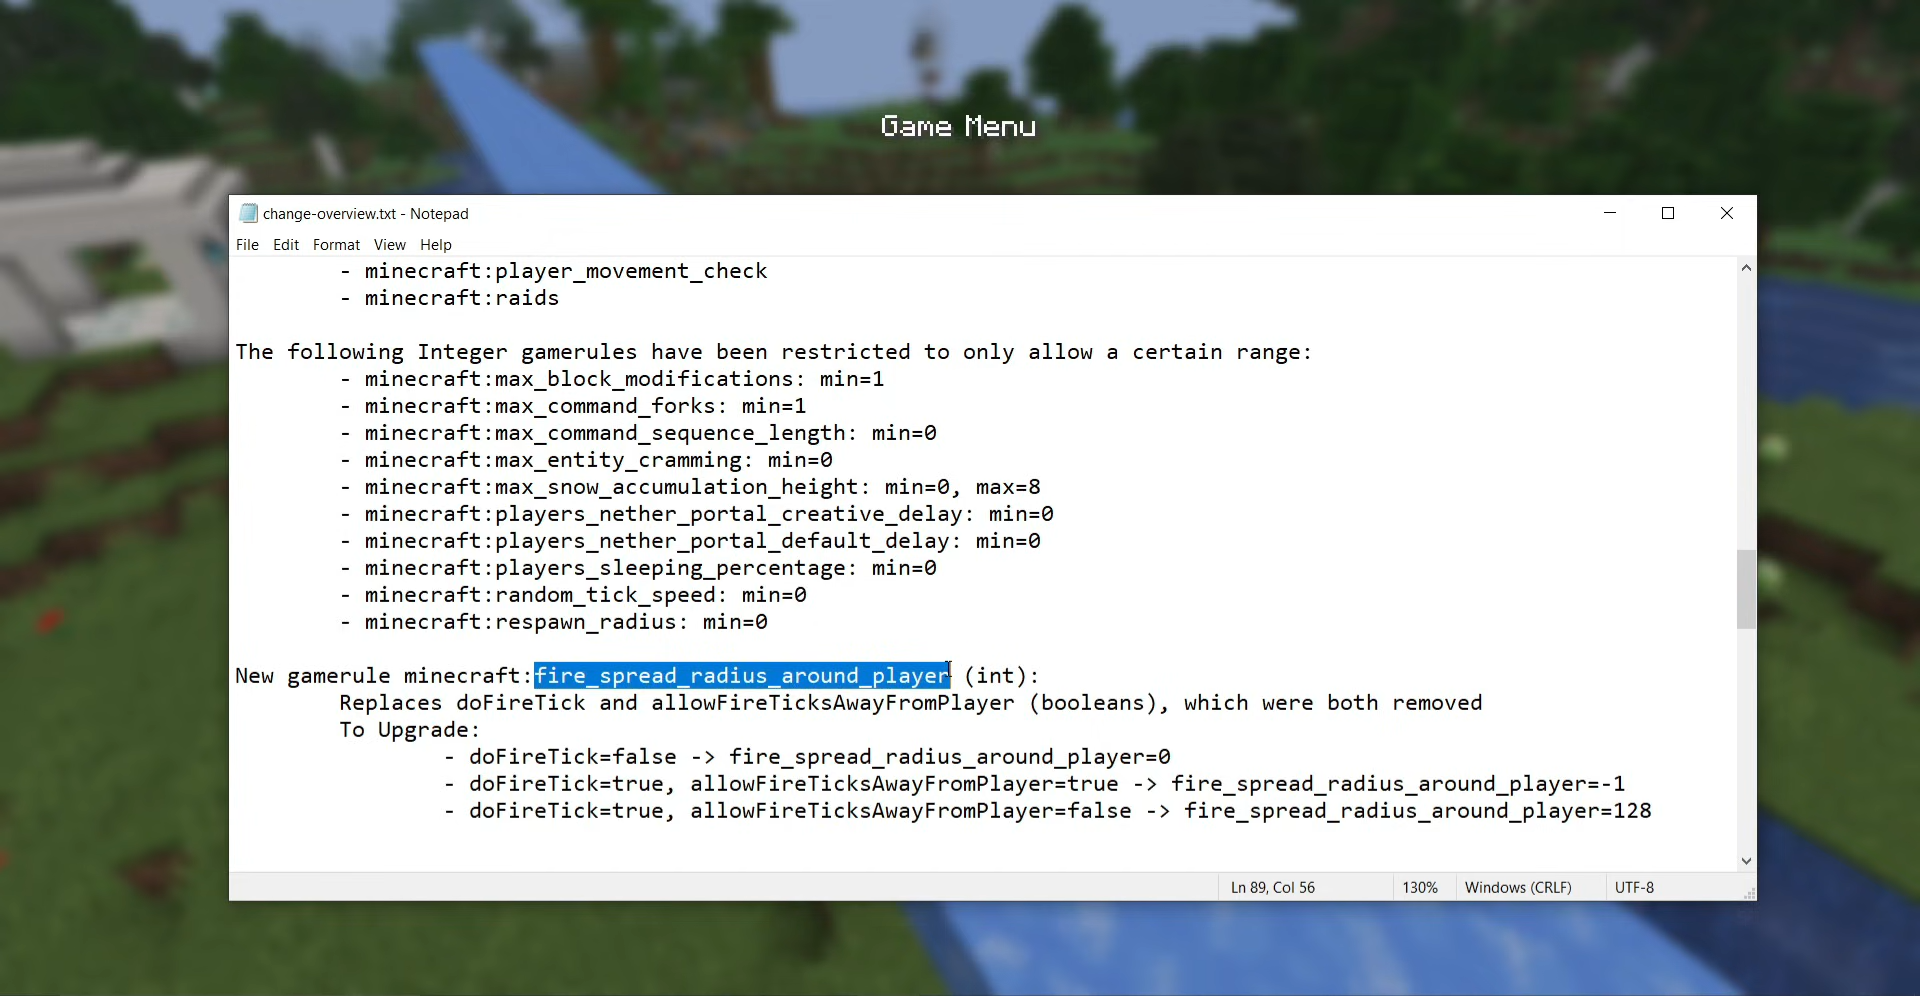 Game Menu
change-overview.txt - Notepad
File Edit Format View Help
- minecraft:player_movement_check
- minecraft:raids
The following Integer gamerules have been restricted to only allow a certain range:
- minecraft:max_block_modifications: min=1
- minecraft:max_command_forks: min=1
- minecraft:max_command_sequence_length: min=0
- minecraft:max_entity_cramming: min=0
- minecraft:max_snow_accumulation_height: min=0, max=8
- minecraft:players_nether_portal_creative_delay: min=0
- minecraft:players_nether_portal_default_delay: min=0
- minecraft:players_sleeping_percentage: min=0
- minecraft:random_tick_speed: min=0
- minecraft:respawn_radius: min=0
New gamerule minecraft:fire_spread_radius_around_player (int):
Replaces doFireTick and allowFireTicksAwayFromPlayer (booleans), which were both removed
To Upgrade:
- doFireTick=false -> fire_spread_radius_around_player=0
- doFireTick=true, allowFireTicksAwayFromPlayer=true -> fire_spread_radius_around_player=-1
- doFireTick=true, allowFireTicksAwayFromPlayer=false -> fire_spread_radius_around_player=128
Ln 89, Col 56 130% Windows (CRLF) UTF-8